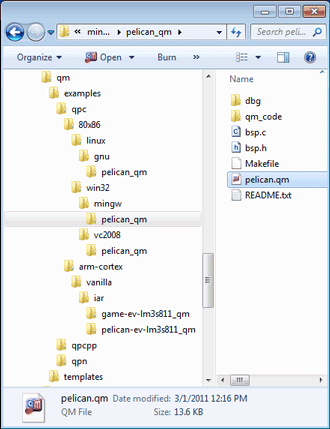 « min... ▸ pelican_qm ▸
Search peli...
Organize ▾ Open ▾ Burn »
qm
examples
qpc
80x86
linux
gnu
pelican_qm
win32
mingw
pelican_qm
vc2008
pelican_qm
arm-cortex
vanilla
iar
game-ev-lm3s811_qm
pelican-ev-lm3s811_qm
qpcpp
qpn
templates
Name
dbg
qm_code
bsp.c
bsp.h
Makefile
pelican.qm
README.txt
pelican.qm Date modified: 3/1/2011 12:16 PM
QM File Size: 13.6 KB